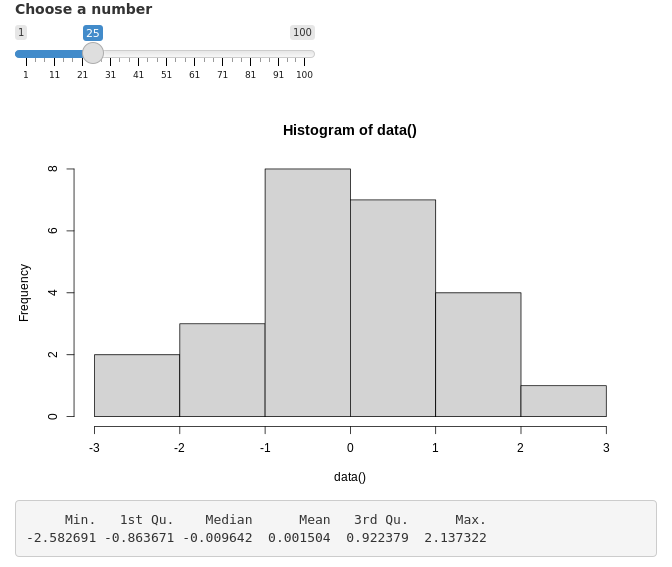 Choose a number
1 25 100
1 11 21 31 41 51 61 71 81 91 100
Histogram of data()
Frequency
8
6
4
2
0
-3 -2 -1 0 1 2 3
data()
Min. 1st Qu. Median Mean 3rd Qu. Max.
-2.582691 -0.863671 -0.009642 0.001504 0.922379 2.137322